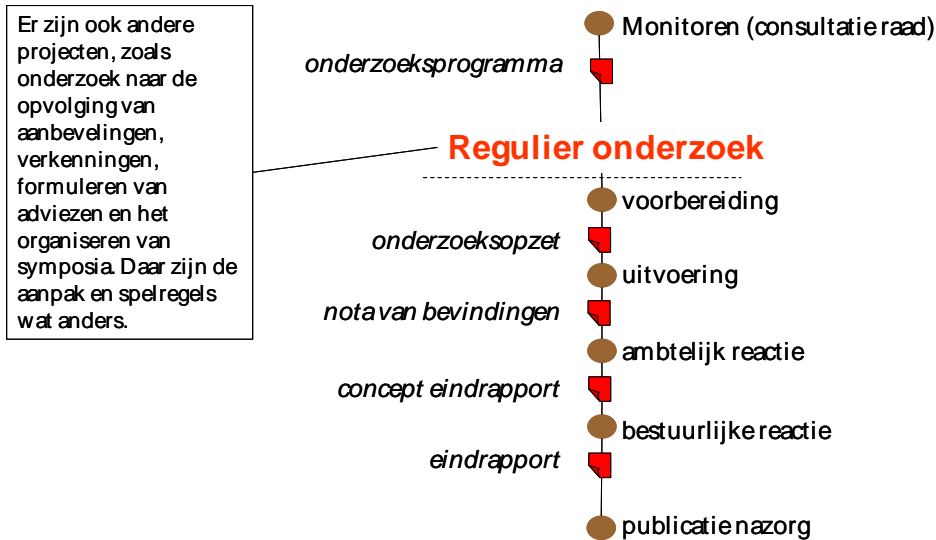 Er zijn ook andere
projecten, zoals
onderzoek naar de
opvolging van
aanbevelingen,
verkenningen,
formuleren van
adviezen en het
organiseren van
symposia. Daar zijn de
aanpak en spelregels
wat anders.
Monitoren (consultatie raad)
onderzoeksprogramma
Regulier onderzoek
voorbereiding
onderzoeksopzet
uitvoering
nota van bevindingen
ambtelijk reactie
concept eindrapport
bestuurlijke reactie
eindrapport
publicatie nazorg